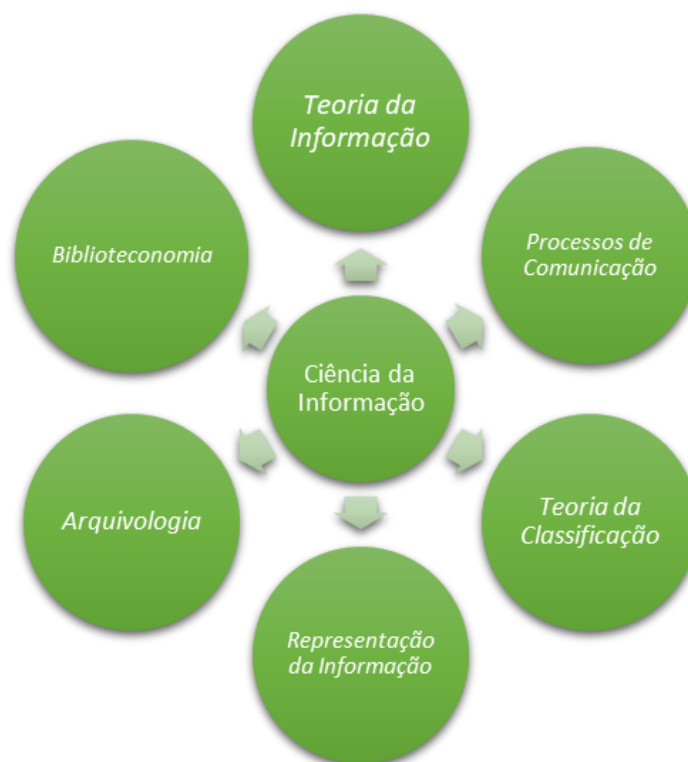 Teoria da
Informação
Biblioteconomia
Processos de
Comunicação
Ciência da
Informação
Arquivologia
Teoria da
Classificação
Representação
da Informação